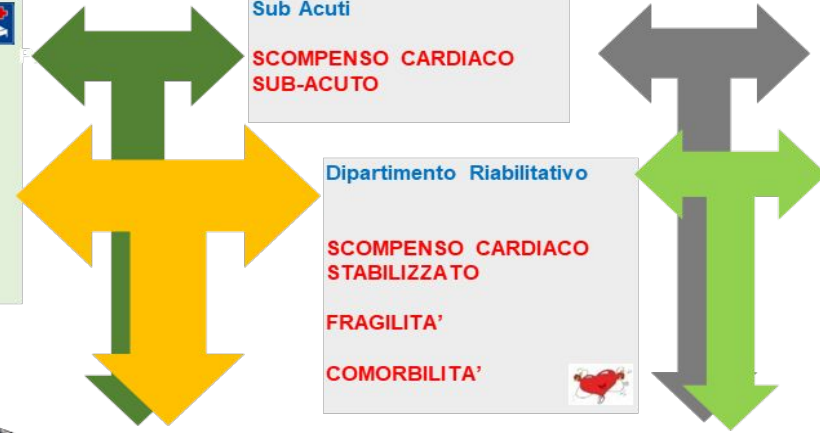 Sub Acuti
SCOMPENSO CARDIACO
SUB-ACUTO
Dipartimento Riabilitativo
SCOMPENSO CARDIACO
STABILIZZATO
FRAGILITA’
COMORBILITA’